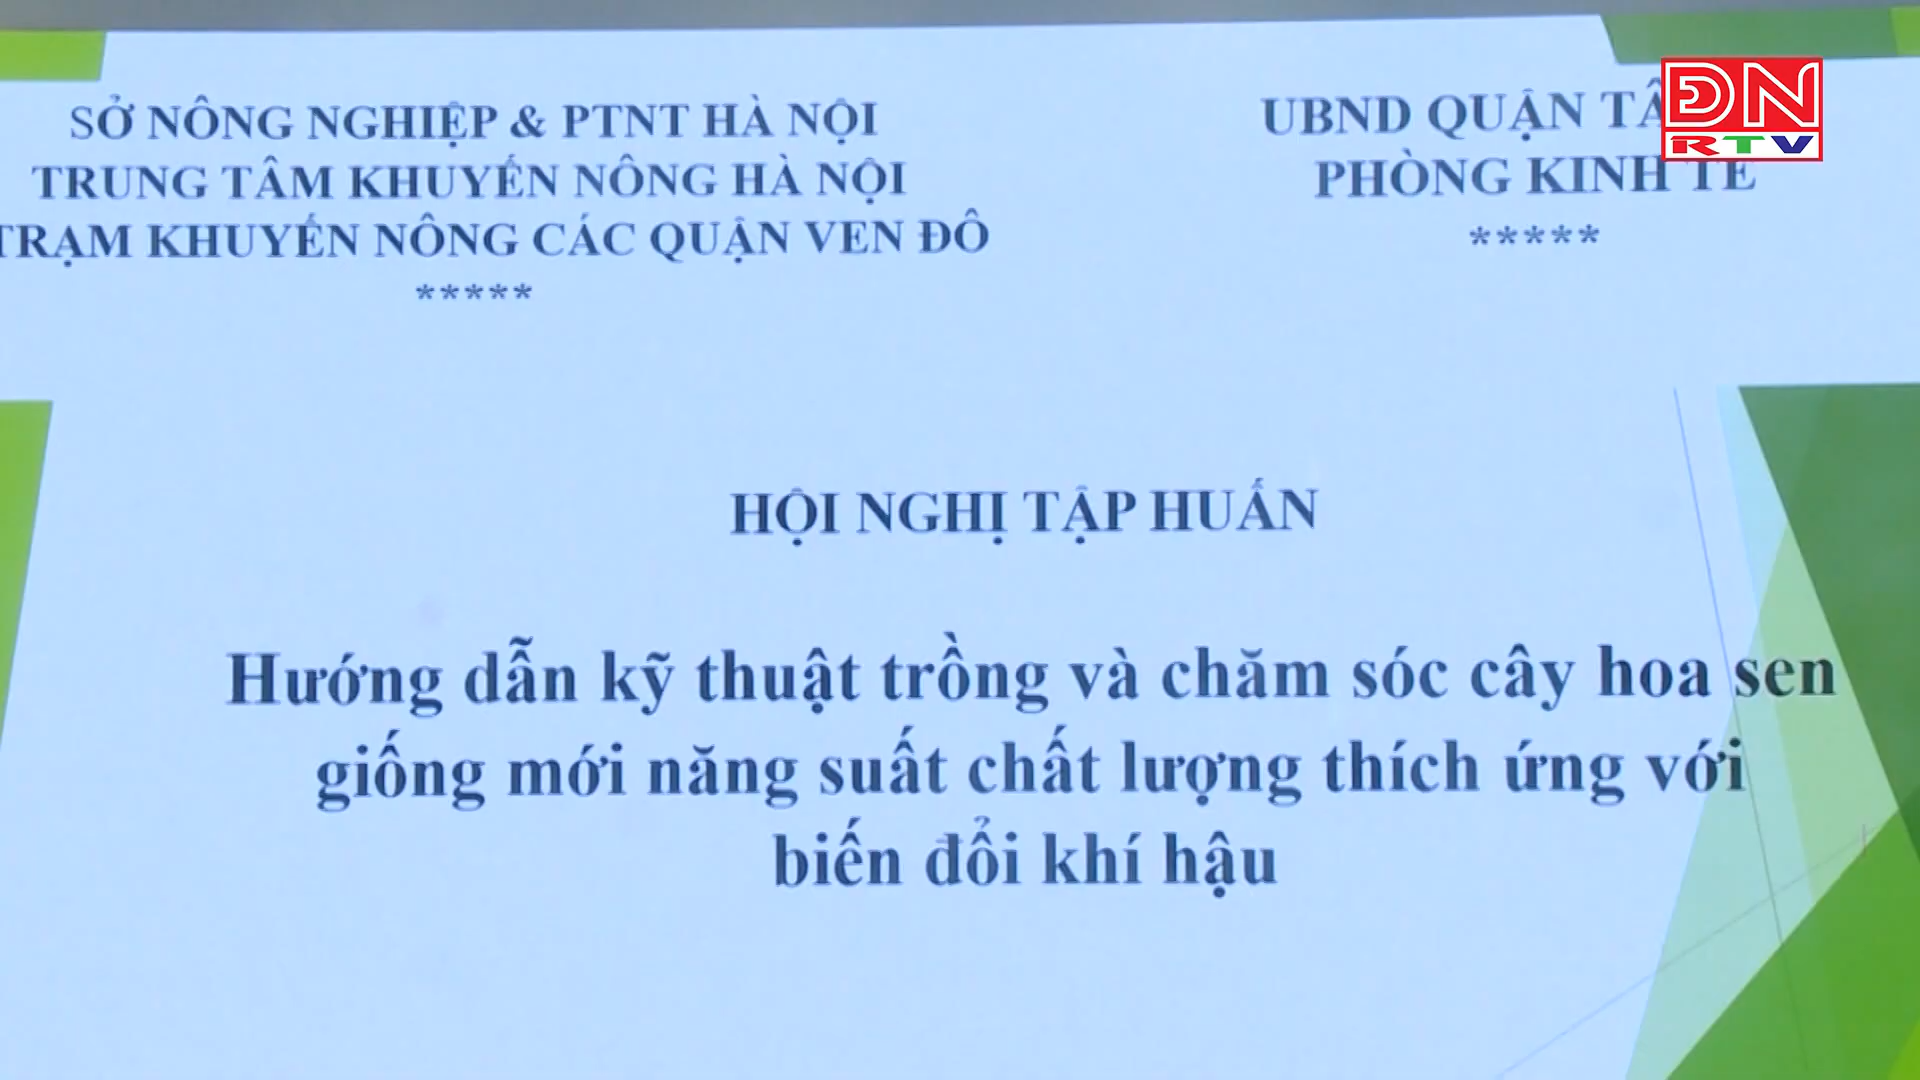 SỞ NÔNG NGHIỆP & PTNT HÀ NỘI
TRUNG TÂM KHUYẾN NÔNG HÀ NỘI
TRẠM KHUYẾN NÔNG CÁC QUẬN VEN ĐÔ
*****
UBND QUẬN
PHÒNG KINH TẾ
*****
ĐN
RTV
HỘI NGHỊ TẬP HUẤN
Hướng dẫn kỹ thuật trồng và chăm sóc cây hoa sen
giống mới năng suất chất lượng thích ứng với
biến đổi khí hậu